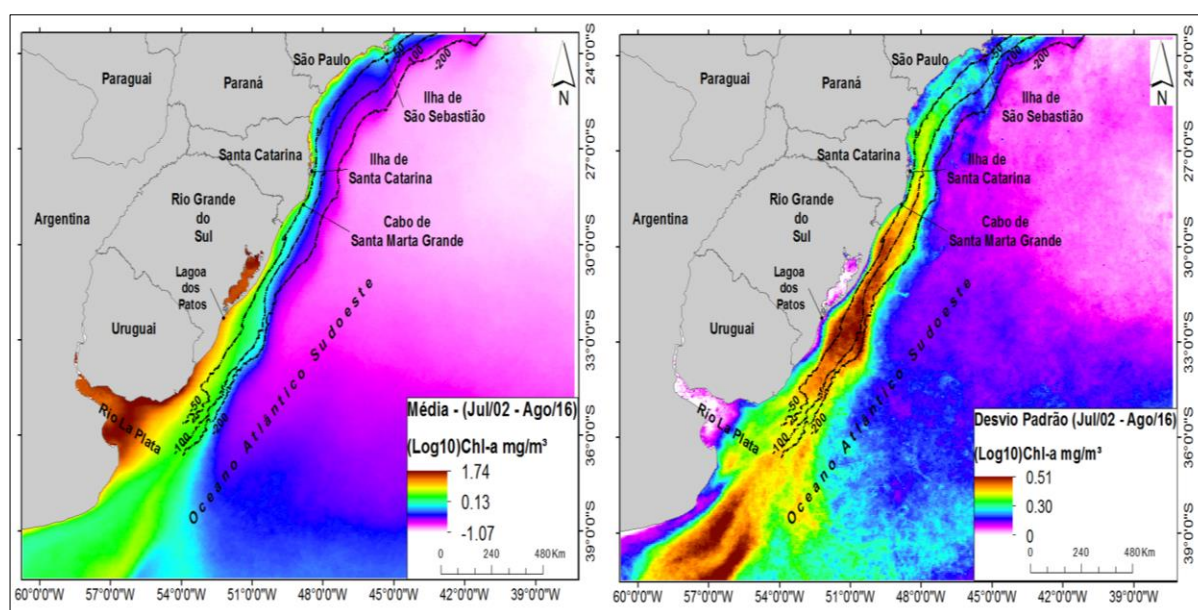 24°0'0"S
27°0'0"S
30°0'0"S
33°0'0"S
36°0'0"S
39°0'0"S
60°0'0"W
57°0'0"W
54°0'0"W
51°0'0"W
48°0'0"W
45°0'0"W
42°0'0"W
39°0'0"W
Paraguai
Paraná
São Paulo
-50
-100
-200
N
Ilha de
São Sebastião
Santa Catarina
Ilha de
Santa Catarina
Rio Grande
do
Sul
Argentina
Cabo de
Santa Marta Grande
Lagoa
dos
Patos
Uruguai
Oceano Atlântico Sudoeste
Río La Plata
-50
-25
-100
-200
Média - (Jul/02 - Ago/16)
(Log10)Chl-a mg/m³
1.74
0.13
-1.07
0 240 480 Km
24°0'0"S
27°0'0"S
30°0'0"S
33°0'0"S
36°0'0"S
39°0'0"S
60°0'0"W
57°0'0"W
54°0'0"W
51°0'0"W
48°0'0"W
45°0'0"W
42°0'0"W
39°0'0"W
Paraguai
Paraná
São Paulo
-50
-100
-200
N
Ilha de
São Sebastião
Santa Catarina
Ilha de
Santa Catarina
Rio Grande
do
Sul
Argentina
Cabo de
Santa Marta Grande
Lagoa
dos
Patos
Uruguai
Oceano Atlântico Sudoeste
Río La Plata
-50
-25
-100
-200
Desvio Padrão (Jul/02 - Ago/16)
(Log10)Chl-a mg/m³
0.51
0.30
0
0 240 480 Km